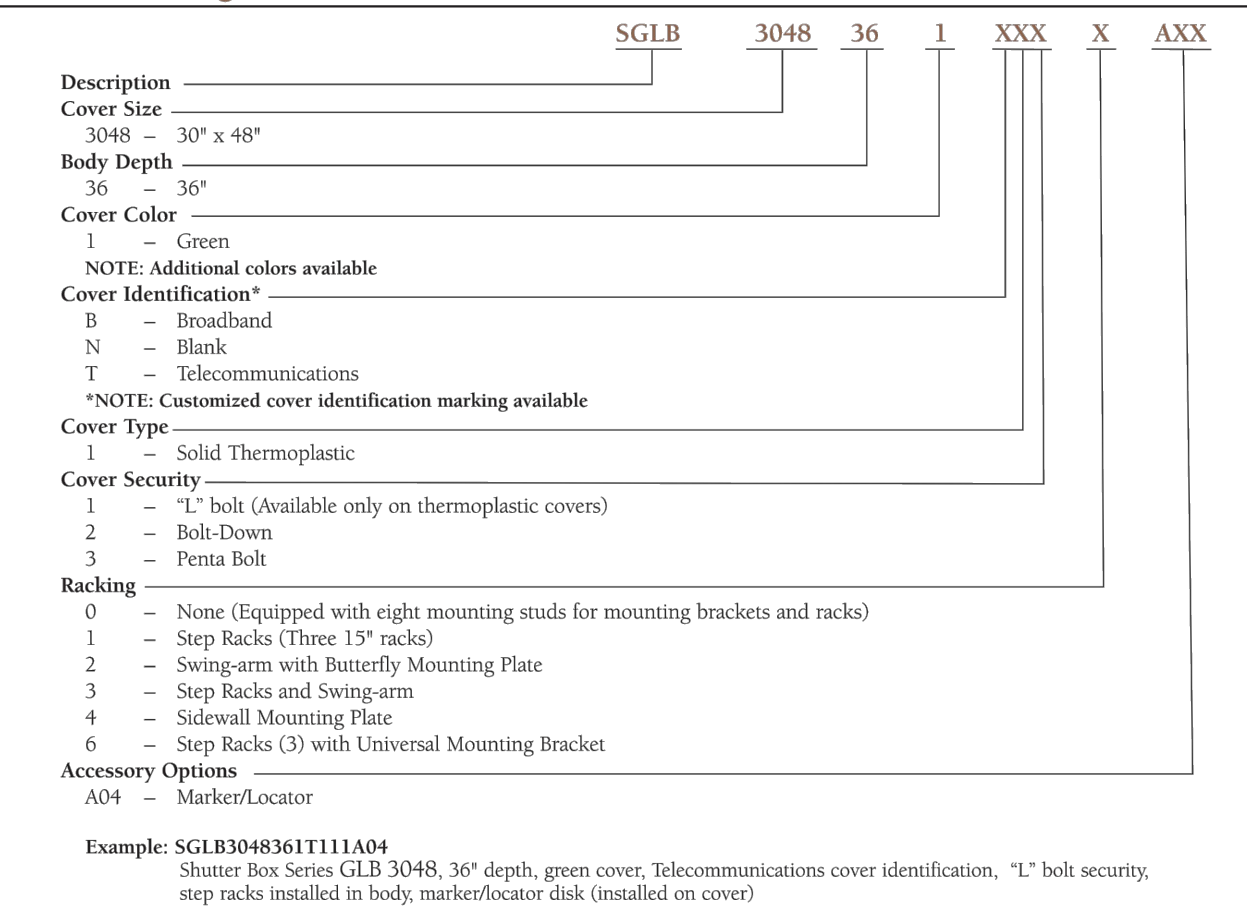 SGLB 3048 36 1 XXX X AXX
Description
Cover Size
3048 – 30" x 48"
Body Depth
36 – 36"
Cover Color
1 – Green
NOTE: Additional colors available
Cover Identification*
B – Broadband
N – Blank
T – Telecommunications
*NOTE: Customized cover identification marking available
Cover Type
1 – Solid Thermoplastic
Cover Security
1 – “L” bolt (Available only on thermoplastic covers)
2 – Bolt-Down
3 – Penta Bolt
Racking
0 – None (Equipped with eight mounting studs for mounting brackets and racks)
1 – Step Racks (Three 15" racks)
2 – Swing-arm with Butterfly Mounting Plate
3 – Step Racks and Swing-arm
4 – Sidewall Mounting Plate
6 – Step Racks (3) with Universal Mounting Bracket
Accessory Options
A04 – Marker/Locator
Example: SGLB3048361T111A04
Shutter Box Series GLB 3048, 36" depth, green cover, Telecommunications cover identification, “L” bolt security,
step racks installed in body, marker/locator disk (installed on cover)